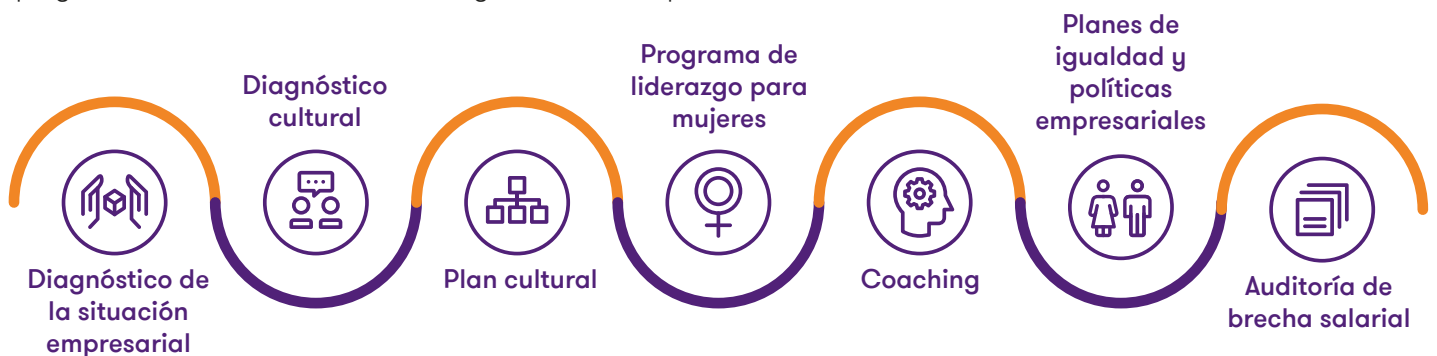 Diagnóstico de
la situación
empresarial
Diagnóstico
cultural
Plan cultural
Programa de
liderazgo para
mujeres
Coaching
Planes de
igualdad y
políticas
empresariales
Auditoría de
brecha salarial